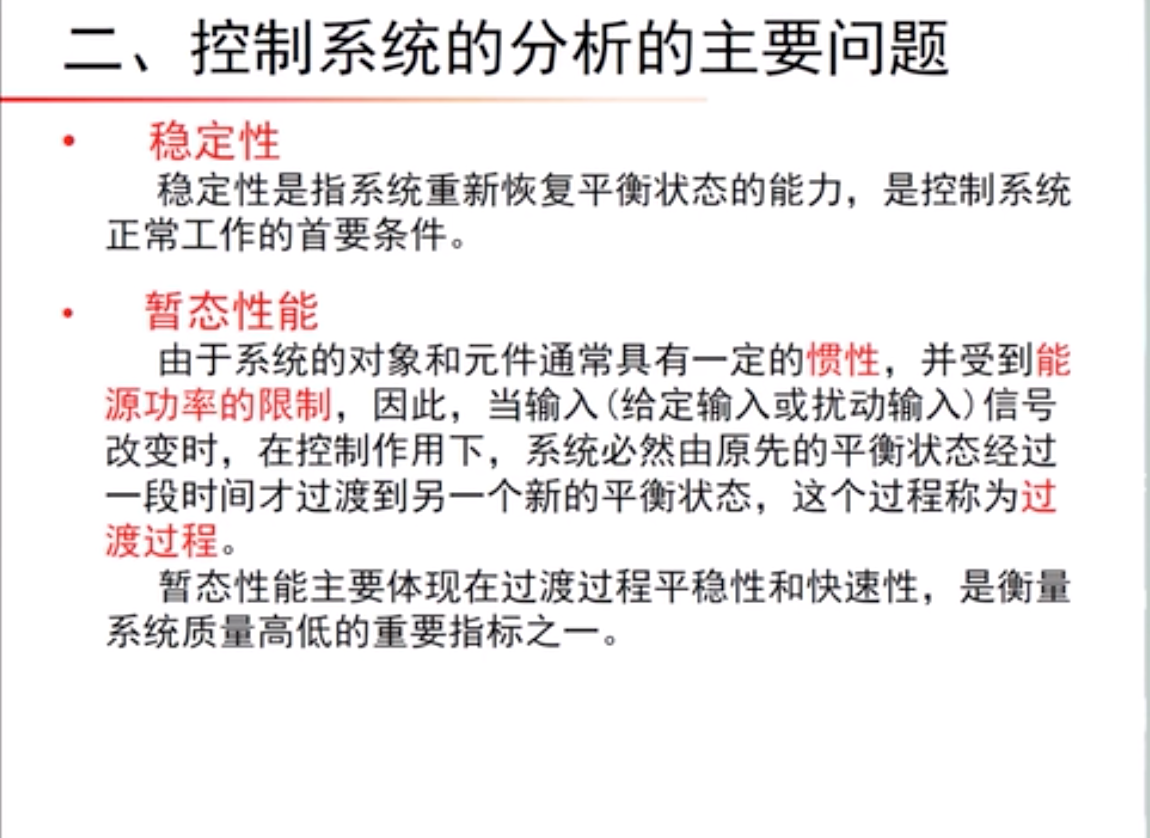 二、控制系统的分析的主要问题
• 稳定性
稳定性是指系统重新恢复平衡状态的能力，是控制系统
正常工作的首要条件。
• 暂态性能
由于系统的对象和元件通常具有一定的惯性，并受到能
源功率的限制，因此，当输入(给定输入或扰动输入)信号
改变时，在控制作用下，系统必然由原先的平衡状态经过
一段时间才过渡到另一个新的平衡状态，这个过程称为过
渡过程。
暂态性能主要体现在过渡过程平稳性和快速性，是衡量
系统质量高低的重要指标之一。